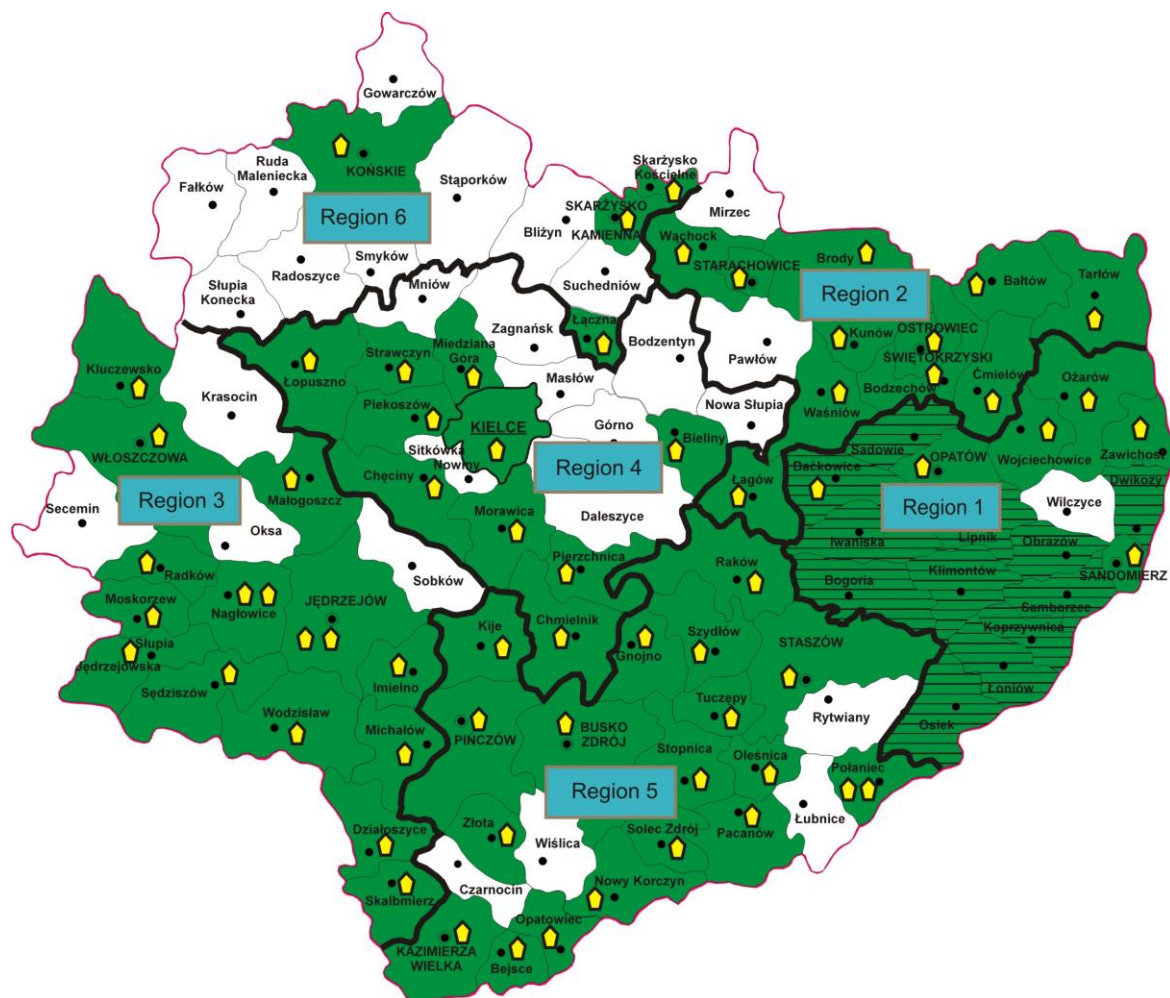 Gowarczów
KOŃSKIE
Ruda
Maleniecka
Fałków
Stąporków
Region 6
Radoszyce
Smyków
Słupia
Konecka
Mniów
Bliżyn
Skarżysko
Kościelne
SKARŻYSKO
KAMIENNA
Suchedniów
Łączna
Mirzec
Wąchock
STARACHOWICE
Brody
Region 2
Bałtów
Tarłów
Kunów
OSTROWIEC
ŚWIĘTOKRZYSKI
Bodzechów
Ćmielów
Waśniów
Pawłów
Bodzentyn
Nowa Słupia
Zagnańsk
Masłów
Miedziana
Góra
Strawczyn
Łopuszno
Piekoszów
KIELCE
Sitkówka
Nowiny
Górno
Bieliny
Region 4
Chęciny
Morawica
Daleszyce
Pierzchnica
Chmielnik
Łagów
Kluczewsko
Krasocin
WŁOSZCZOWA
Region 3
Małogoszcz
Secemin
Oksa
Sobków
Radków
Moskorzew
Nagłowice
JĘDRZEJÓW
Słupia
Jędrzejowska
Sędziszów
Imielno
Wodzisław
Michałów
Działoszyce
Skalbmierz
Ożarów
Wojciechowice
Zawichost
Sadowie
OPATÓW
Baćkowice
Region 1
Wilczyce
Dwikozy
Iwaniska
Lipnik
Obrazów
Bogoria
Klimontów
SANDOMIERZ
Samborzec
Koprzywnica
Łoniów
Osiek
Raków
Kije
Gnojno
Szydłów
STASZÓW
Rytwiany
Tuczępy
PIŃCZÓW
BUSKO
ZDRÓJ
Stopnica
Oleśnica
Połaniec
Łubnice
Region 5
Pacanów
Solec Zdrój
Złota
Wiślica
Czarnocin
Nowy Korczyn
Opatowiec
KAZIMIERZA
WIELKA
Bejsce